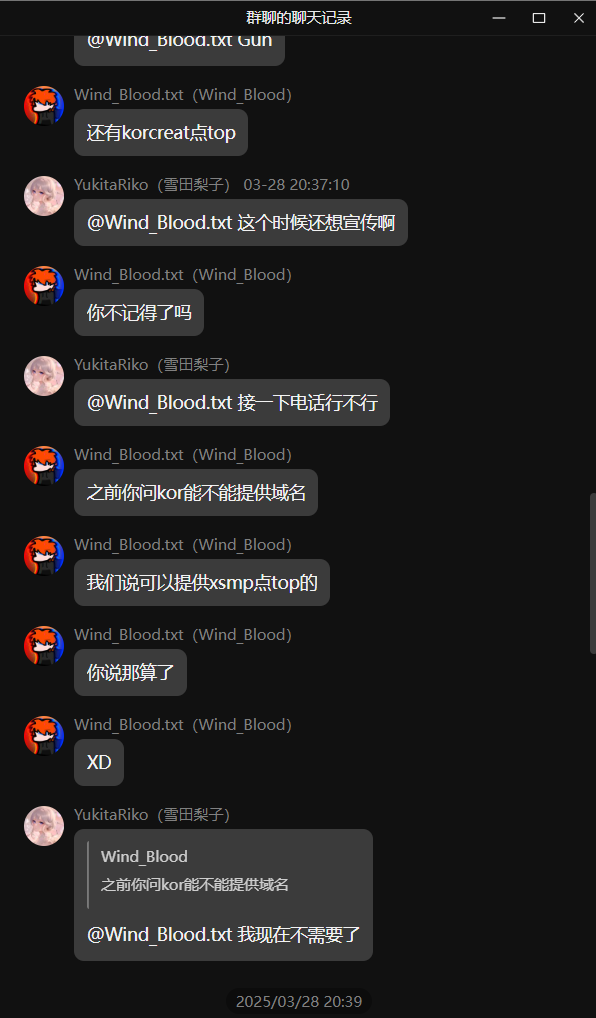 群聊的聊天记录
@Wind_Blood.txt Gun
Wind_Blood.txt（Wind_Blood）
还有korcreat点top
YukitaRiko（雪田梨子） 03-28 20:37:10
@Wind_Blood.txt 这个时候还想宣传啊
Wind_Blood.txt（Wind_Blood）
你不记得了吗
YukitaRiko（雪田梨子）
@Wind_Blood.txt 接一下电话行不行
Wind_Blood.txt（Wind_Blood）
之前你问kor能不能提供域名
Wind_Blood.txt（Wind_Blood）
我们说可以提供xsmp点top的
Wind_Blood.txt（Wind_Blood）
你说那算了
Wind_Blood.txt（Wind_Blood）
XD
YukitaRiko（雪田梨子）
Wind_Blood
之前你问kor能不能提供域名
@Wind_Blood.txt 我现在不需要了
2025/03/28 20:39